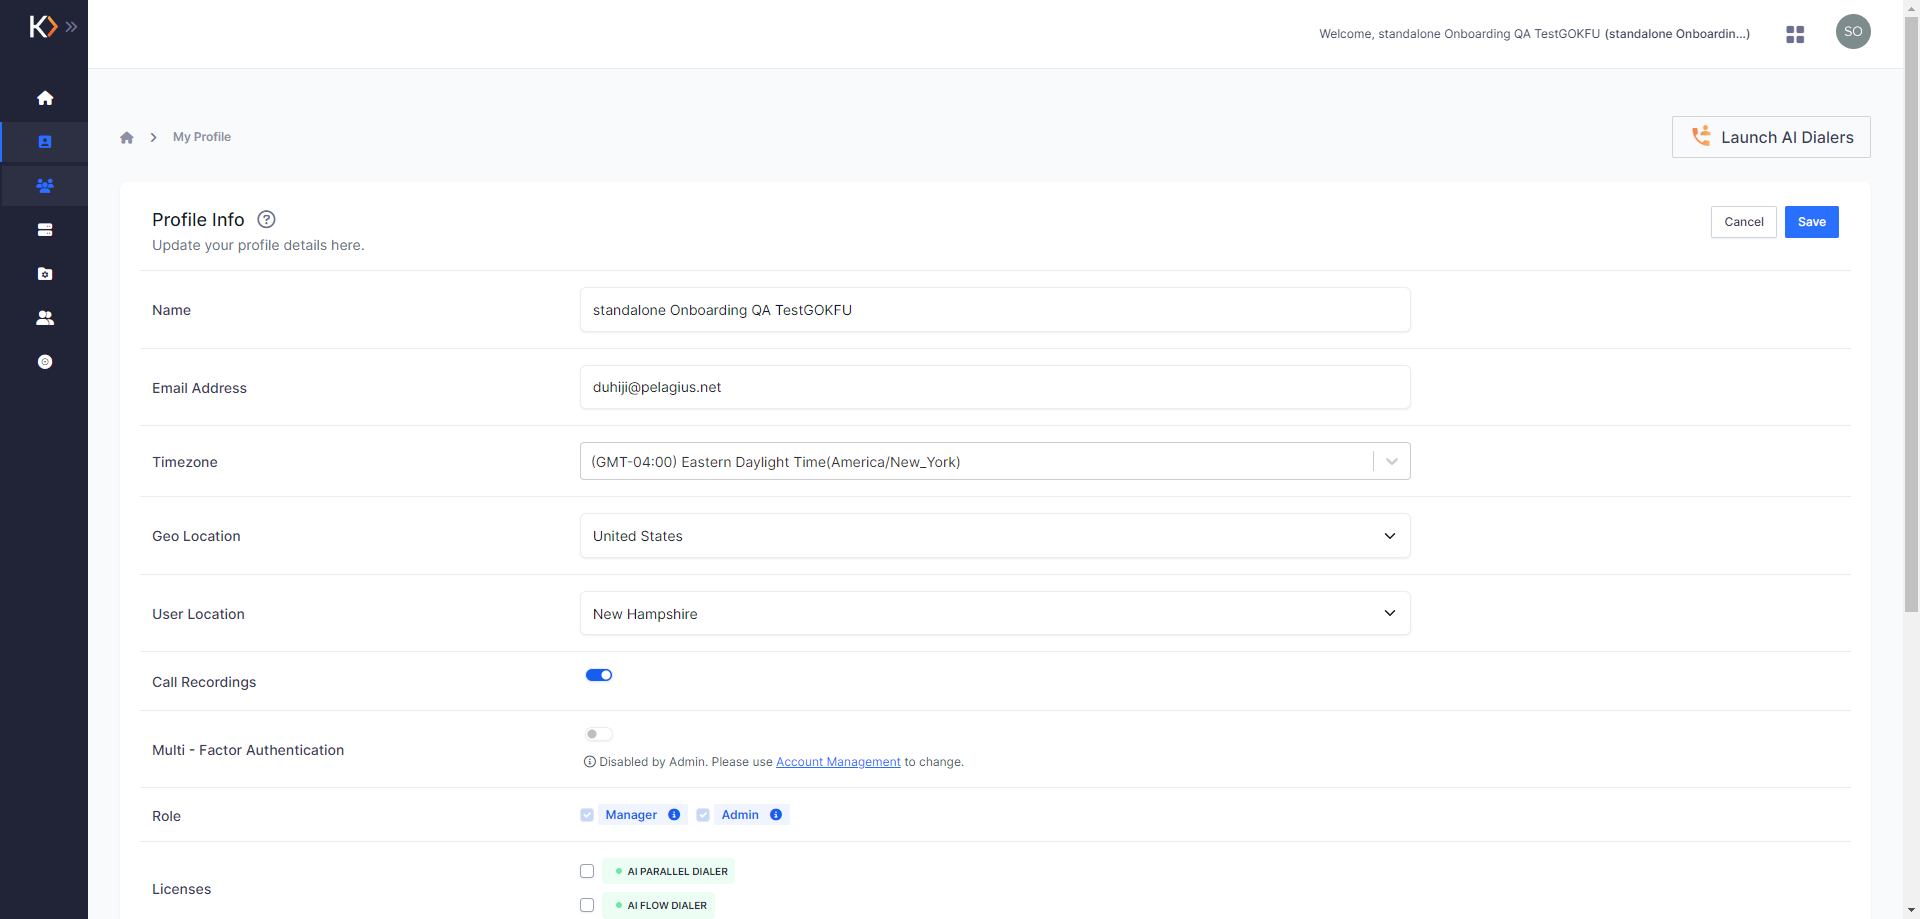 Welcome, standalone Onboarding QA TestGOKFU (standalone Onboardin...)
SO
My Profile
Launch AI Dialers
Profile Info
Update your profile details here.
Cancel
Save
Name
standalone Onboarding QA TestGOKFU
Email Address
duhiji@pelagius.net
Timezone
(GMT-04:00) Eastern Daylight Time(America/New_York)
Geo Location
United States
User Location
New Hampshire
Call Recordings
Multi - Factor Authentication
Disabled by Admin. Please use Account Management to change.
Role
Manager
Admin
Licenses
AI PARALLEL DIALER
AI FLOW DIALER